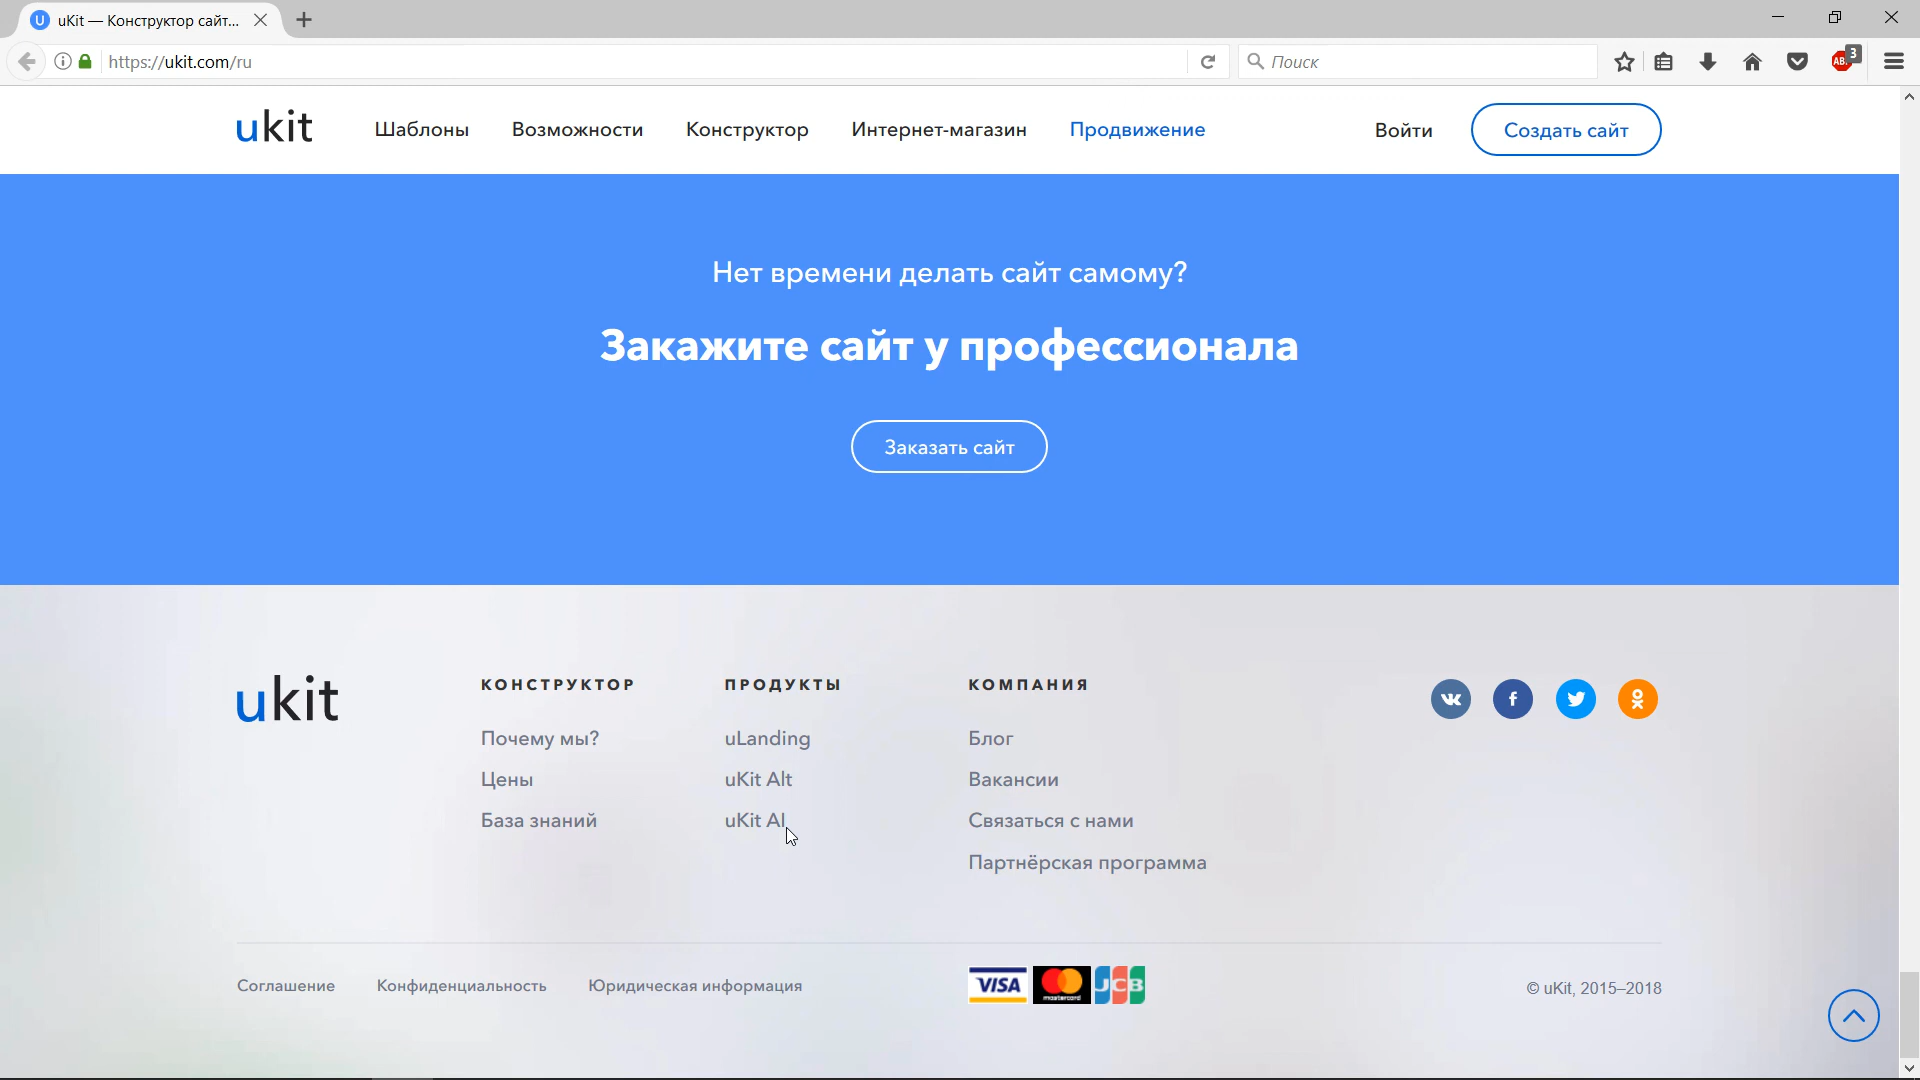 uKit — Конструктор сайт...
https://ukit.com/ru
Поиск
ABP
3
ukit
Шаблоны
Возможности
Конструктор
Интернет-магазин
Продвижение
Войти
Создать сайт
Нет времени делать сайт самому?
Закажите сайт у профессионала
Заказать сайт
ukit
КОНСТРУКТОР
Почему мы?
Цены
База знаний
ПРОДУКТЫ
uLanding
uKit Alt
uKit AI
КОМПАНИЯ
Блог
Вакансии
Связаться с нами
Партнёрская программа
Соглашение
Конфиденциальность
Юридическая информация
VISA
mastercard
JCB
© uKit, 2015–2018